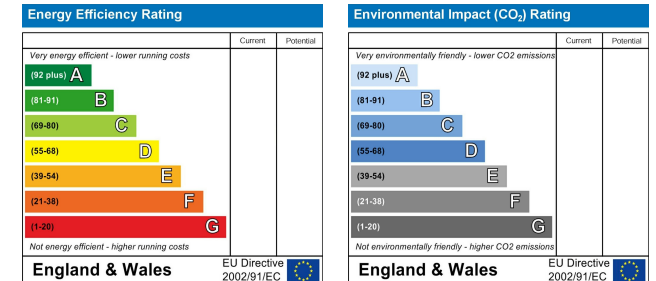 Energy Efficiency Rating
Current Potential
Very energy efficient - lower running costs
(92 plus) A
(81-91) B
(69-80) C
(55-68) D
(39-54) E
(21-38) F
(1-20) G
Not energy efficient - higher running costs
England & Wales
EU Directive
2002/91/EC
Environmental Impact (CO₂) Rating
Current Potential
Very environmentally friendly - lower CO2 emissions
(92 plus) A
(81-91) B
(69-80) C
(55-68) D
(39-54) E
(21-38) F
(1-20) G
Not environmentally friendly - higher CO2 emissions
England & Wales
EU Directive
2002/91/EC